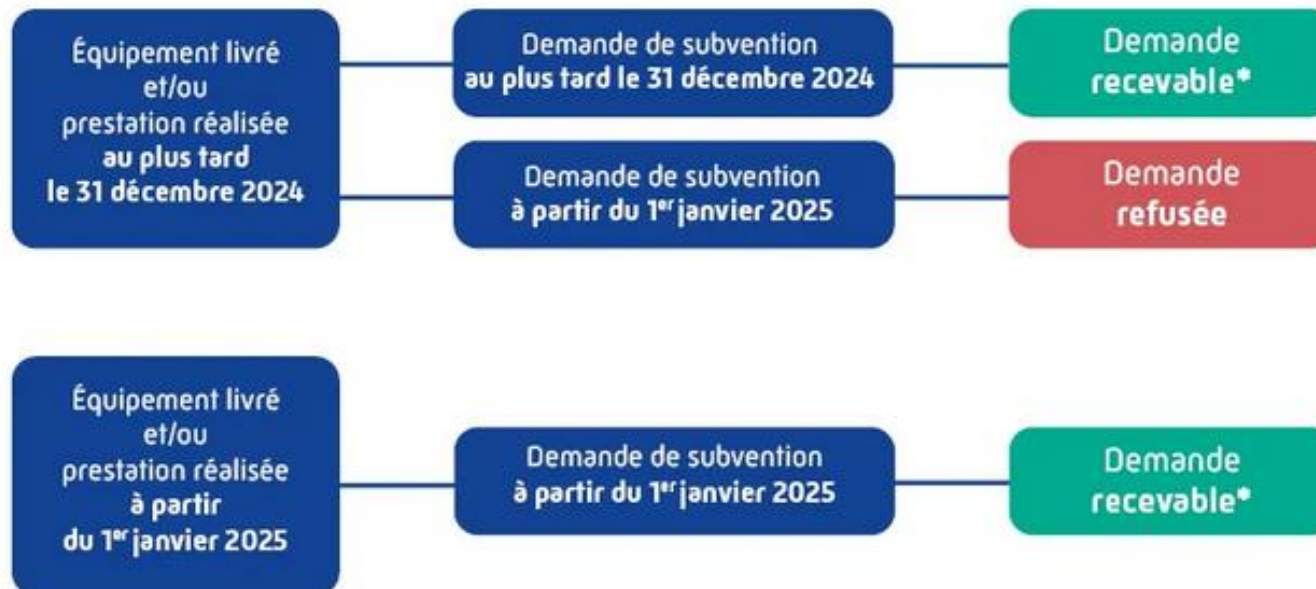 Équipement livré
et/ou
prestation réalisée
au plus tard
le 31 décembre 2024
Demande de subvention
au plus tard le 31 décembre 2024
Demande
recevable*
Demande de subvention
à partir du 1er janvier 2025
Demande
refusée
Équipement livré
et/ou
prestation réalisée
à partir
du 1er janvier 2025
Demande de subvention
à partir du 1er janvier 2025
Demande
recevable*